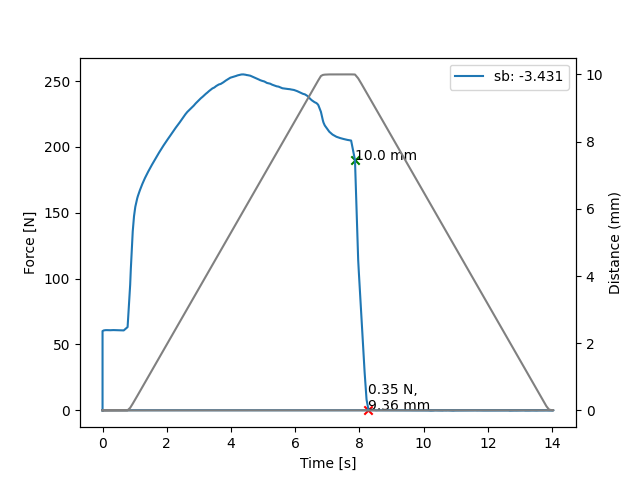 sb: -3.431
250
200
150
100
50
0
Force [N]
10
8
6
4
2
0
Distance (mm)
10.0 mm
0.35 N,
9.36 mm
0 2 4 6 8 10 12 14
Time [s]